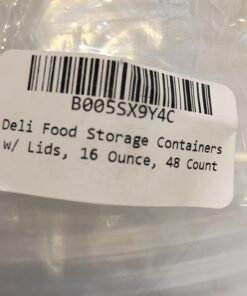 B005SX9Y4C
Deli Food Storage Containers
w/ Lids, 16 Ounce, 48 Count